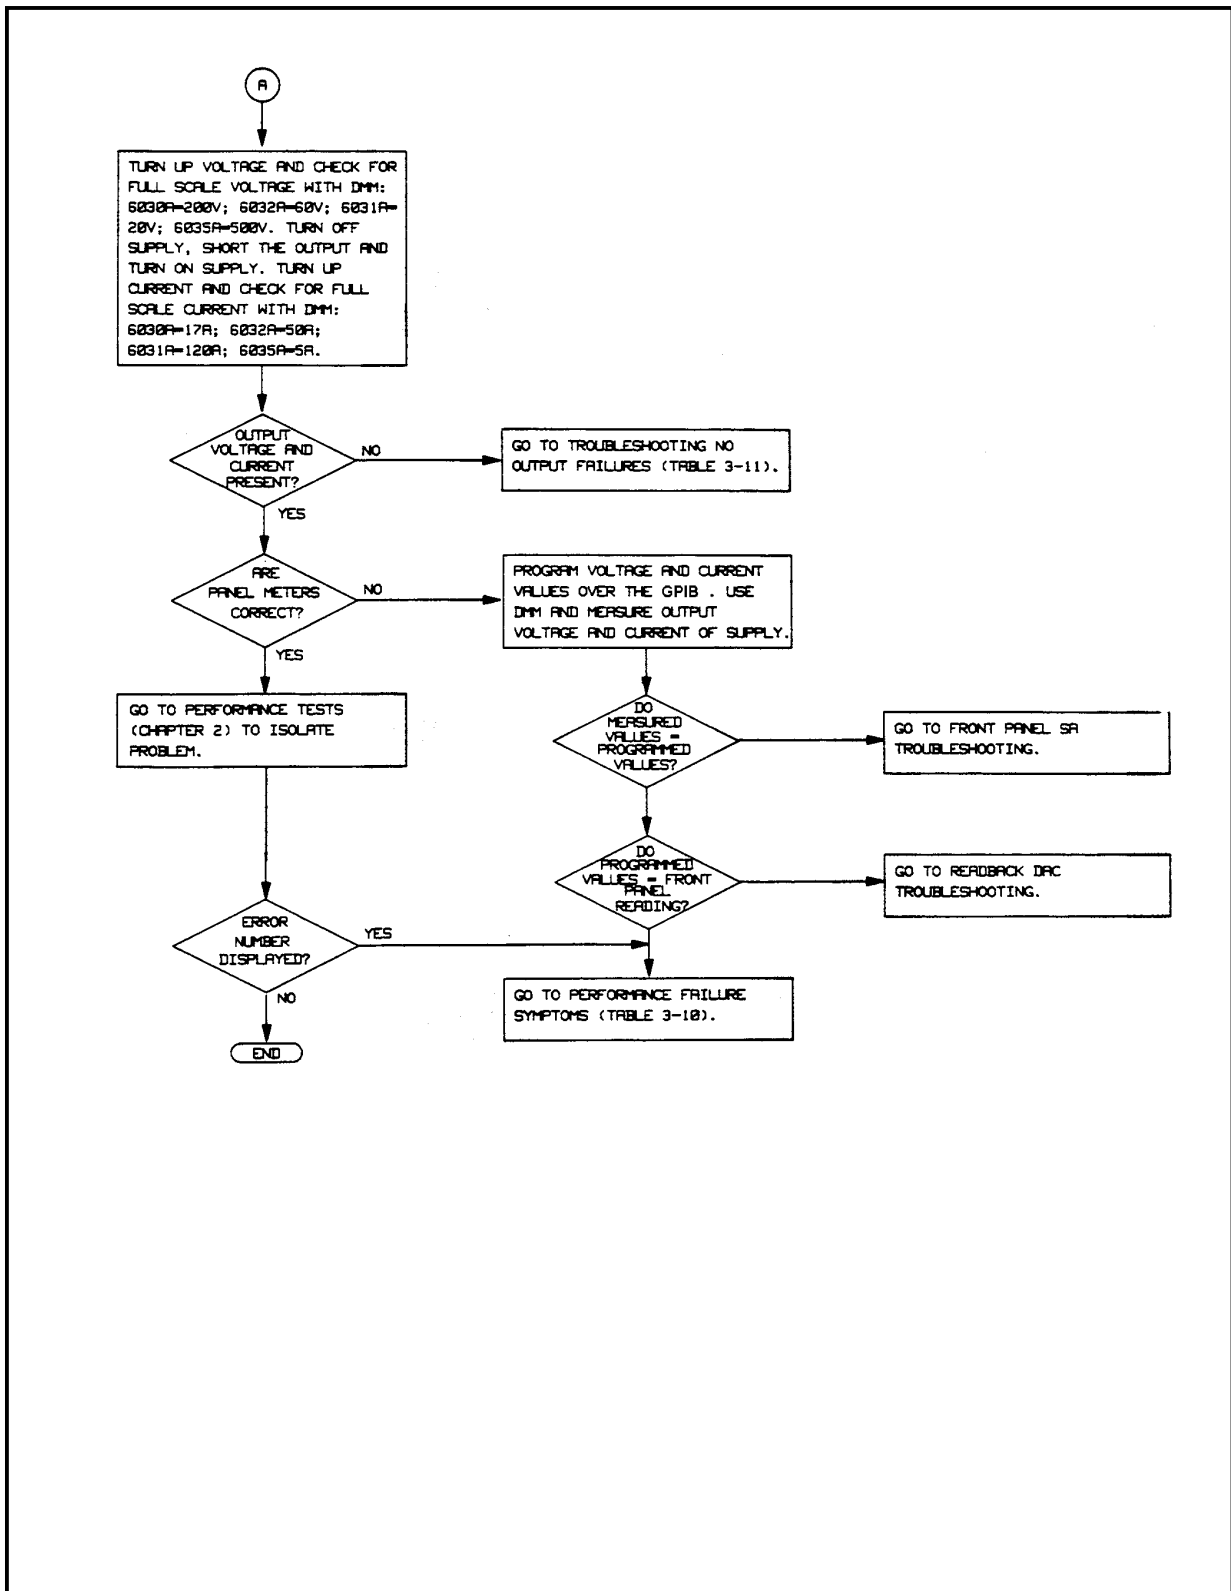 A
TURN UP VOLTAGE AND CHECK FOR
FULL SCALE VOLTAGE WITH DMM:
6030A=200V; 6032A=60V; 6031A=
20V; 6035A=500V. TURN OFF
SUPPLY, SHORT THE OUTPUT AND
TURN ON SUPPLY. TURN UP
CURRENT AND CHECK FOR FULL
SCALE CURRENT WITH DMM:
6030A=17A; 6032A=50A;
6031A=120A; 6035A=5A.
OUTPUT
VOLTAGE AND
CURRENT
PRESENT?
NO
GO TO TROUBLESHOOTING NO
OUTPUT FAILURES (TABLE 3-11).
YES
ARE
PANEL METERS
CORRECT?
NO
PROGRAM VOLTAGE AND CURRENT
VALUES OVER THE GPIB . USE
DMM AND MEASURE OUTPUT
VOLTAGE AND CURRENT OF SUPPLY.
YES
GO TO PERFORMANCE TESTS
(CHAPTER 2) TO ISOLATE
PROBLEM.
DO
MEASURED
VALUES =
PROGRAMMED
VALUES?
GO TO FRONT PANEL SA
TROUBLESHOOTING.
DO
PROGRAMMED
VALUES = FRONT
PANEL
READING?
GO TO READBACK DAC
TROUBLESHOOTING.
ERROR
NUMBER
DISPLAYED?
YES
NO
GO TO PERFORMANCE FAILURE
SYMPTOMS (TABLE 3-10).
END